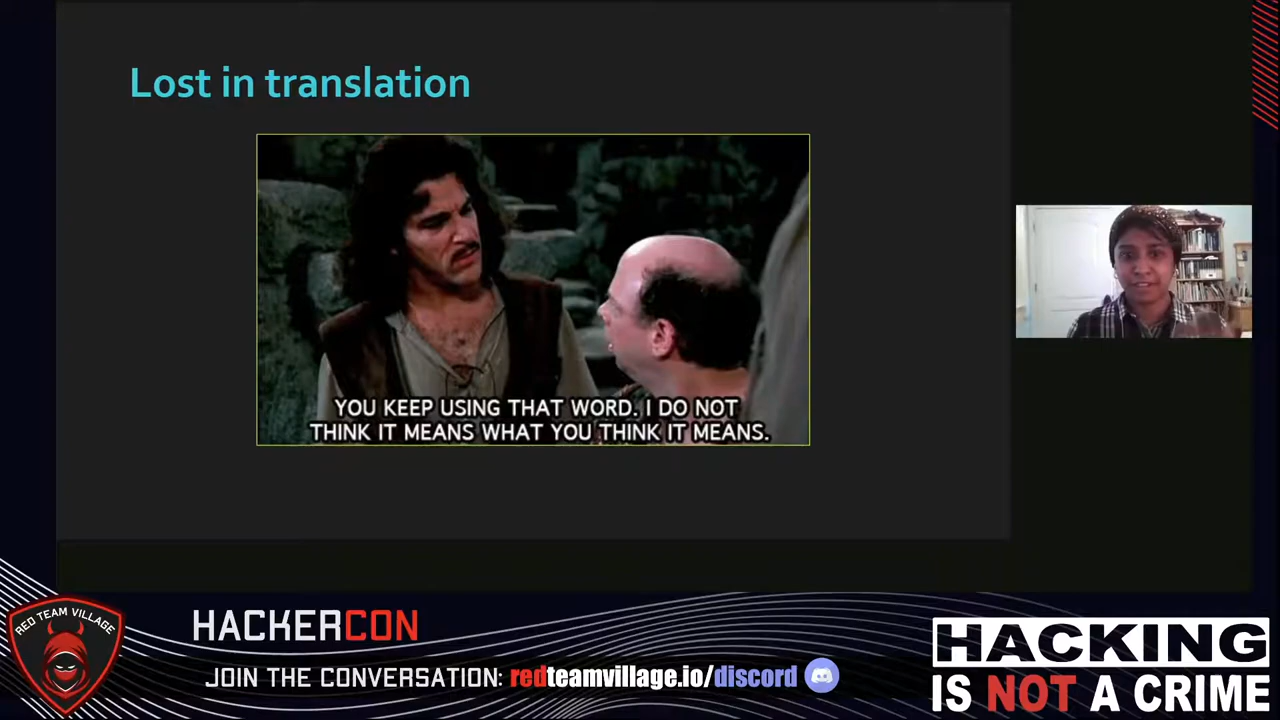 Lost in translation
YOU KEEP USING THAT WORD. I DO NOT
THINK IT MEANS WHAT YOU THINK IT MEANS.
RED TEAM VILLAGE
HACKERCON
JOIN THE CONVERSATION: redteamvillage.io/discord
HACKING
IS NOT A CRIME